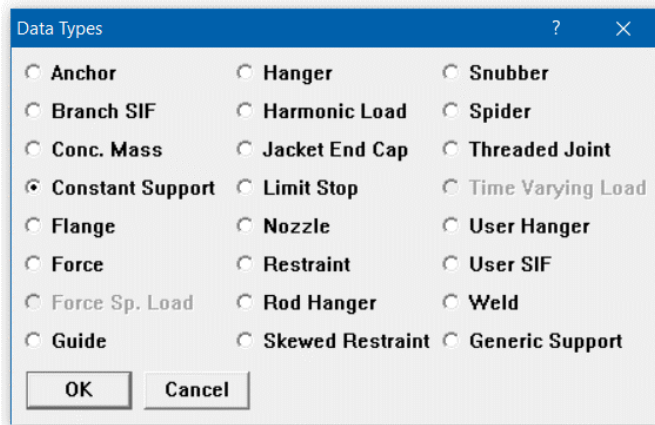 Data Types ?
Anchor Hanger Snubber
Branch SIF Harmonic Load Spider
Conc. Mass Jacket End Cap Threaded Joint
Constant Support Limit Stop Time Varying Load
Flange Nozzle User Hanger
Force Restraint User SIF
Force Sp. Load Rod Hanger Weld
Guide Skewed Restraint Generic Support
OK Cancel